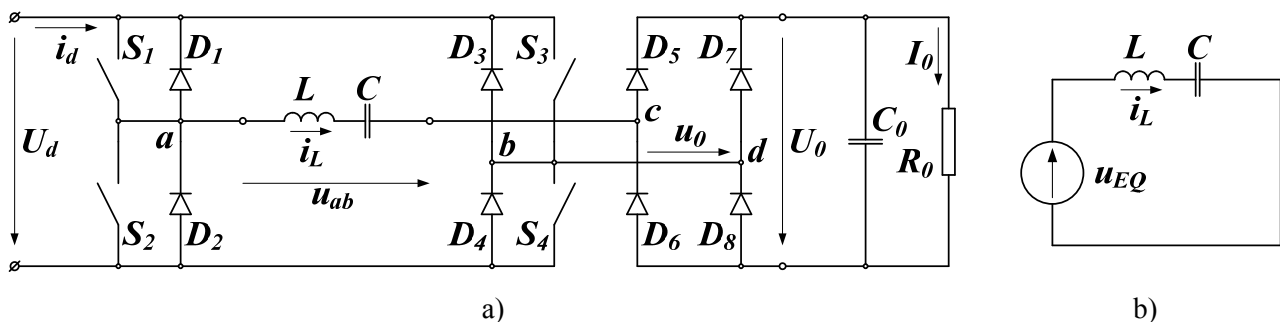 i_d
S_1
D_1
D_3
S_3
D_5
D_7
I_0
L
C
L
C
a
c
i_L
U_d
b
u_0
d
U_0
C_0
R_0
i_L
u_ab
u_EQ
S_2
D_2
D_4
S_4
D_6
D_8
a)
b)